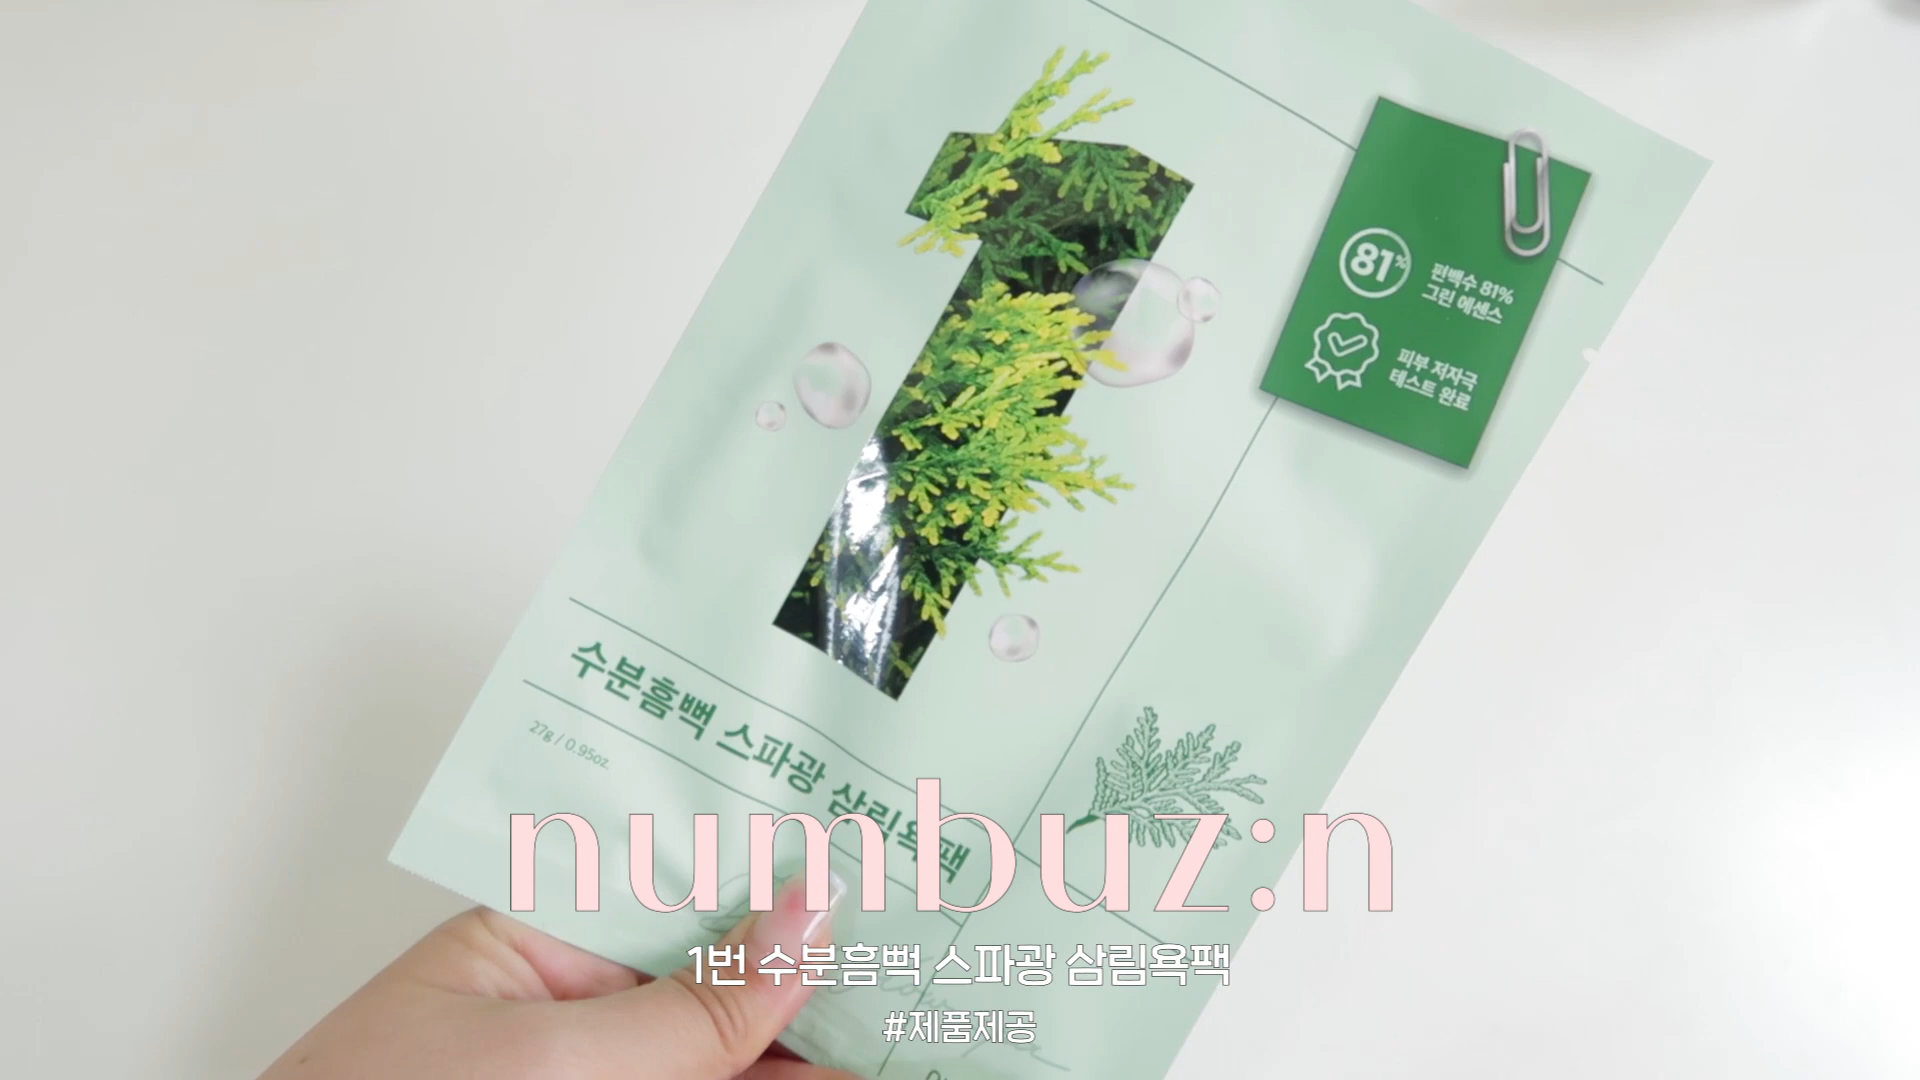 81%
편백수 81%
그린 에센스
피부 저자극
테스트 완료
수분흠뻑 스파광 삼림욕팩
27g / 0.95oz.
numbuz:n
1번 수분흠뻑 스파광 삼림욕팩
#제품제공